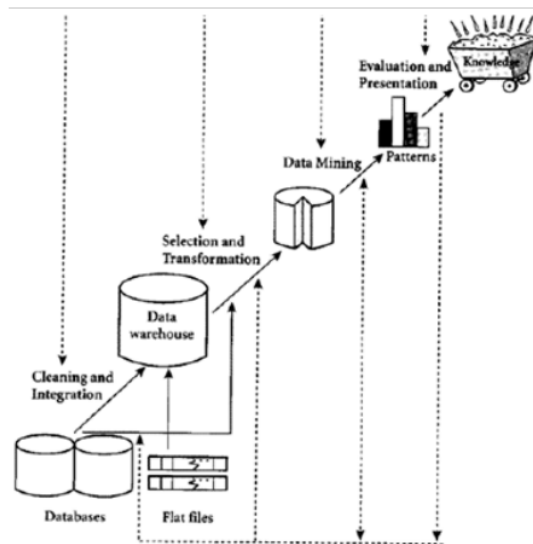 Evaluation and
Presentation
Knowledge
Patterns
Data Mining
Selection and
Transformation
Data
warehouse
Cleaning and
Integration
Databases
Flat files